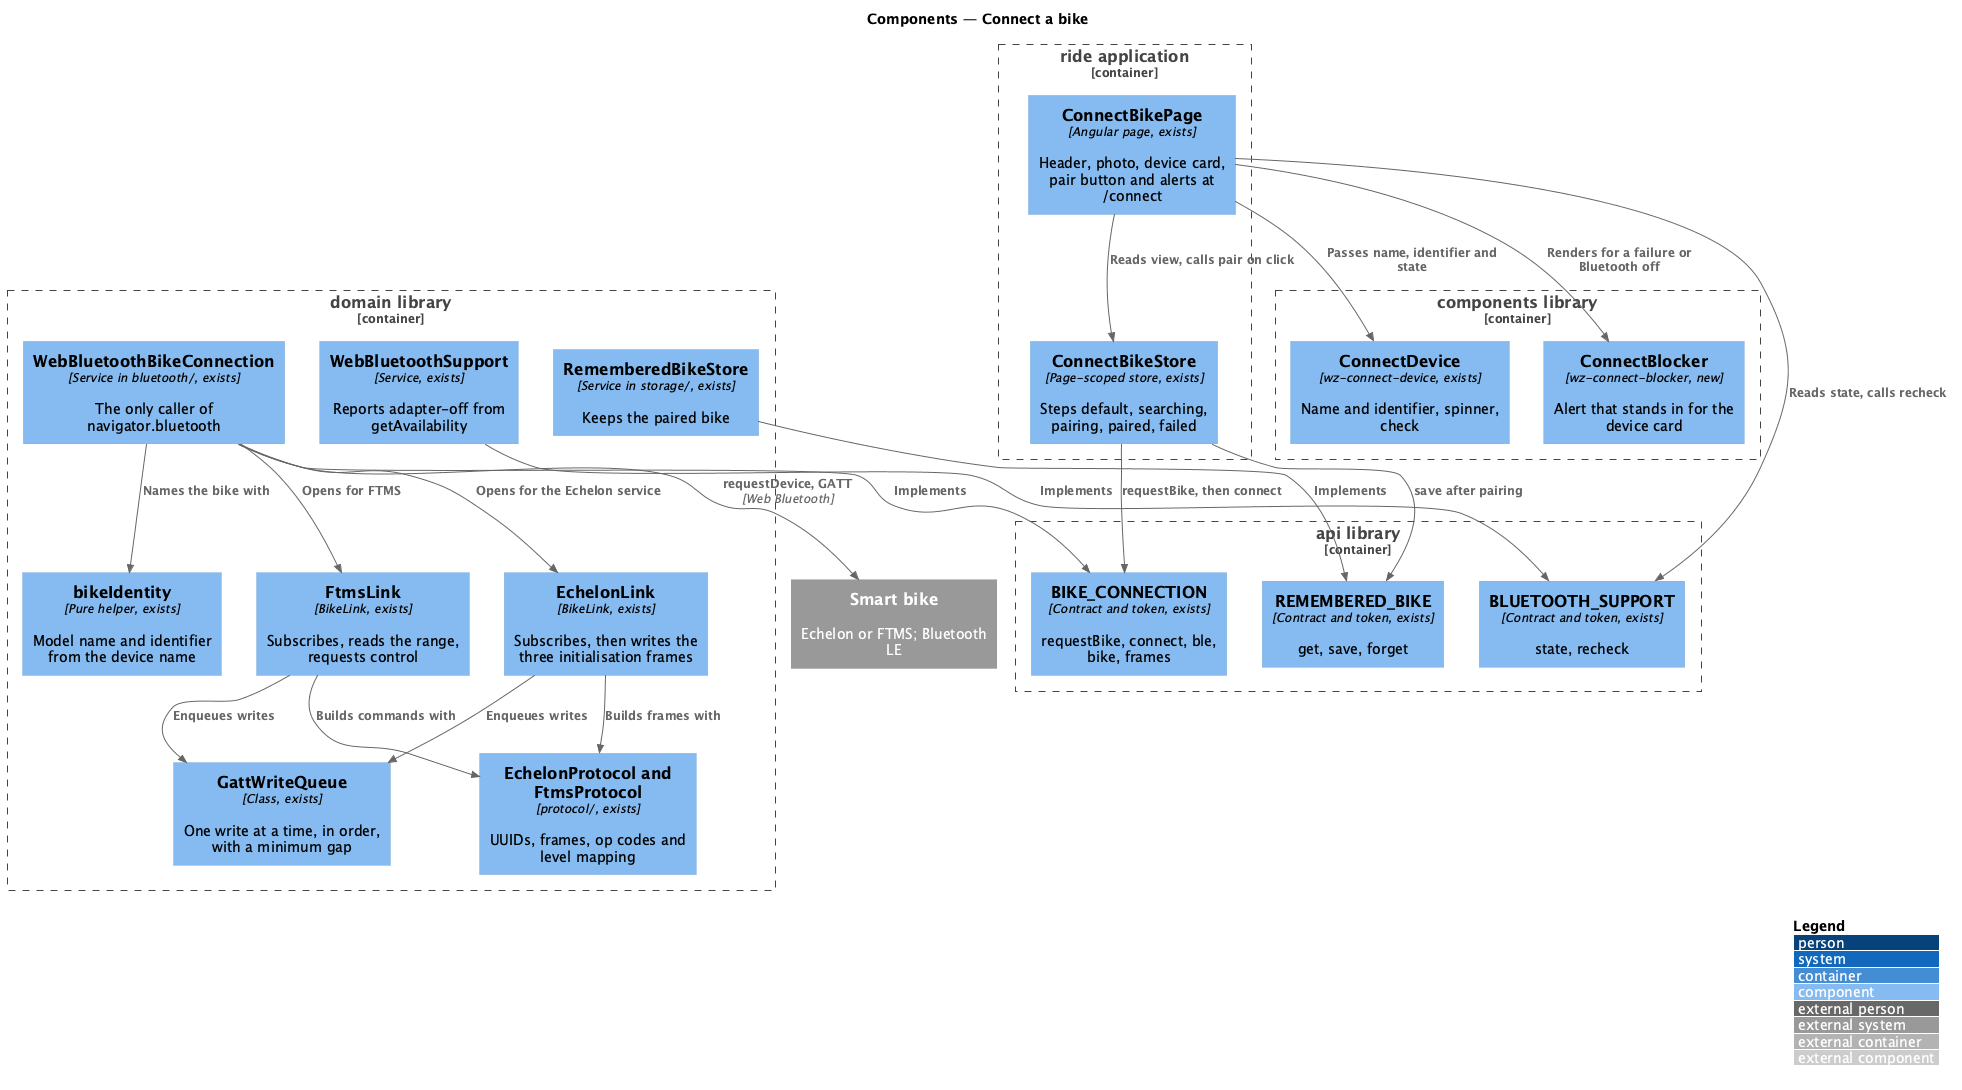 Components — Connect a bike
ride application
[container]
ConnectBikePage
[Angular page, exists]
Header, photo, device card,
pair button and alerts at
/connect
Reads view, calls pair on click
Passes name, identifier and
state
Renders for a failure or
Bluetooth off
Reads state, calls recheck
domain library
[container]
WebBluetoothBikeConnection
[Service in bluetooth/, exists]
The only caller of
navigator.bluetooth
WebBluetoothSupport
[Service, exists]
Reports adapter-off from
getAvailability
RememberedBikeStore
[Service in storage/, exists]
Keeps the paired bike
ConnectBikeStore
[Page-scoped store, exists]
Steps default, searching,
pairing, paired, failed
components library
[container]
ConnectDevice
[wz-connect-device, exists]
Name and identifier, spinner,
check
ConnectBlocker
[wz-connect-blocker, new]
Alert that stands in for the
device card
Names the bike with
Opens for FTMS
Opens for the Echelon service
requestDevice, GATT
[Web Bluetooth]
Implements
Implements
requestBike, then connect
Implements
save after pairing
bikeIdentity
[Pure helper, exists]
Model name and identifier
from the device name
FtmsLink
[BikeLink, exists]
Subscribes, reads the range,
requests control
EchelonLink
[BikeLink, exists]
Subscribes, then writes the
three initialisation frames
Smart bike
Echelon or FTMS; Bluetooth
LE
api library
[container]
BIKE_CONNECTION
[Contract and token, exists]
requestBike, connect, ble,
bike, frames
REMEMBERED_BIKE
[Contract and token, exists]
get, save, forget
BLUETOOTH_SUPPORT
[Contract and token, exists]
state, recheck
Enqueues writes
Builds commands with
Enqueues writes
Builds frames with
GattWriteQueue
[Class, exists]
One write at a time, in order,
with a minimum gap
EchelonProtocol and
FtmsProtocol
[protocol/, exists]
UUIDs, frames, op codes and
level mapping
Legend
person
system
container
component
external person
external system
external container
external component